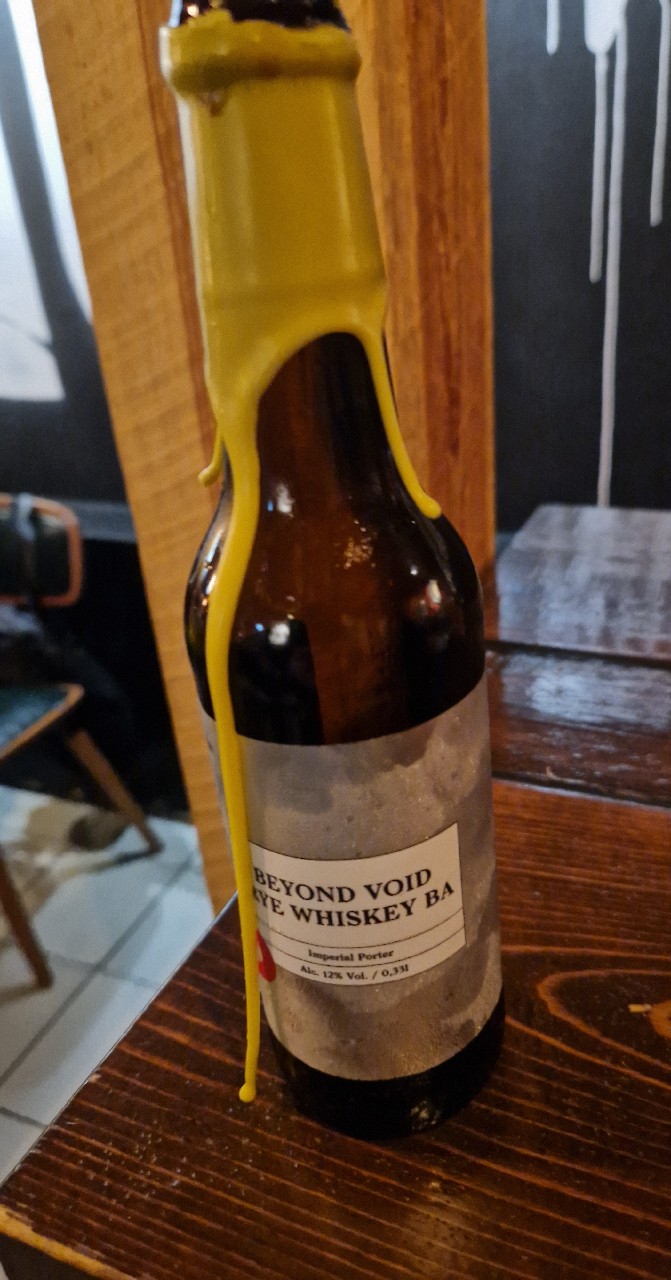 BEYOND VOID
RYE WHISKEY BA
Imperial Porter
Alc. 12% Vol. / 0,33l